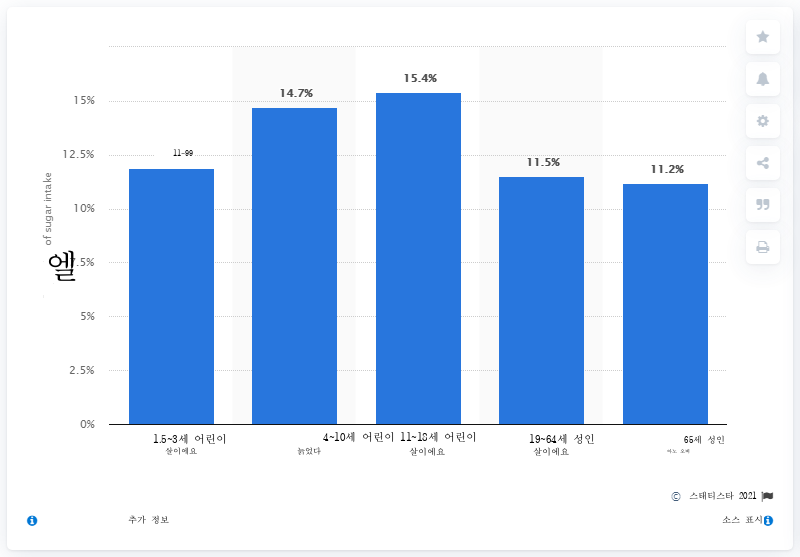 15.4%
14.7%
15%
11-99
12.5%
11.5%
11.2%
10%
of sugar intake
엘
7.5%
5%
2.5%
0%
1.5~3세 어린이 4~10세 어린이 11~18세 어린이 19~64세 성인 65세 성인
살이에요 늙었다 살이에요 살이에요
© 스태티스타 2021
추가 정보 소스 표시